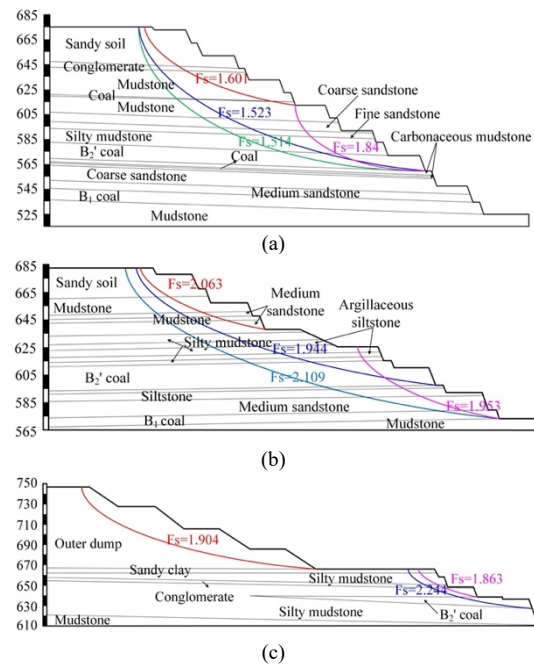 685
665
645
625
605
585
565
545
525
Sandy soil
Conglomerate
Mudstone
Coal
Mudstone
Silty mudstone
B₂' coal
Coarse sandstone
B₁ coal
Mudstone
Fs=1.601
Fs=1.523
Fs=1.514
Fs=1.84
Coal
Coarse sandstone
Fine sandstone
Carbonaceous mudstone
Medium sandstone
(a)
685
665
645
625
605
585
565
Sandy soil
Mudstone
Mudstone
Silty mudstone
B₂' coal
Siltstone
B₁ coal
Fs=2.063
Medium
sandstone
Argillaceous
siltstone
Fs=1.944
Fs=2.109
Fs=1.953
Medium sandstone
Mudstone
(b)
750
730
710
690
670
650
630
610
Outer dump
Fs=1.904
Sandy clay
Silty mudstone
Fs=1.863
Fs=2.244
Conglomerate
Silty mudstone
B₂' coal
Mudstone
(c)